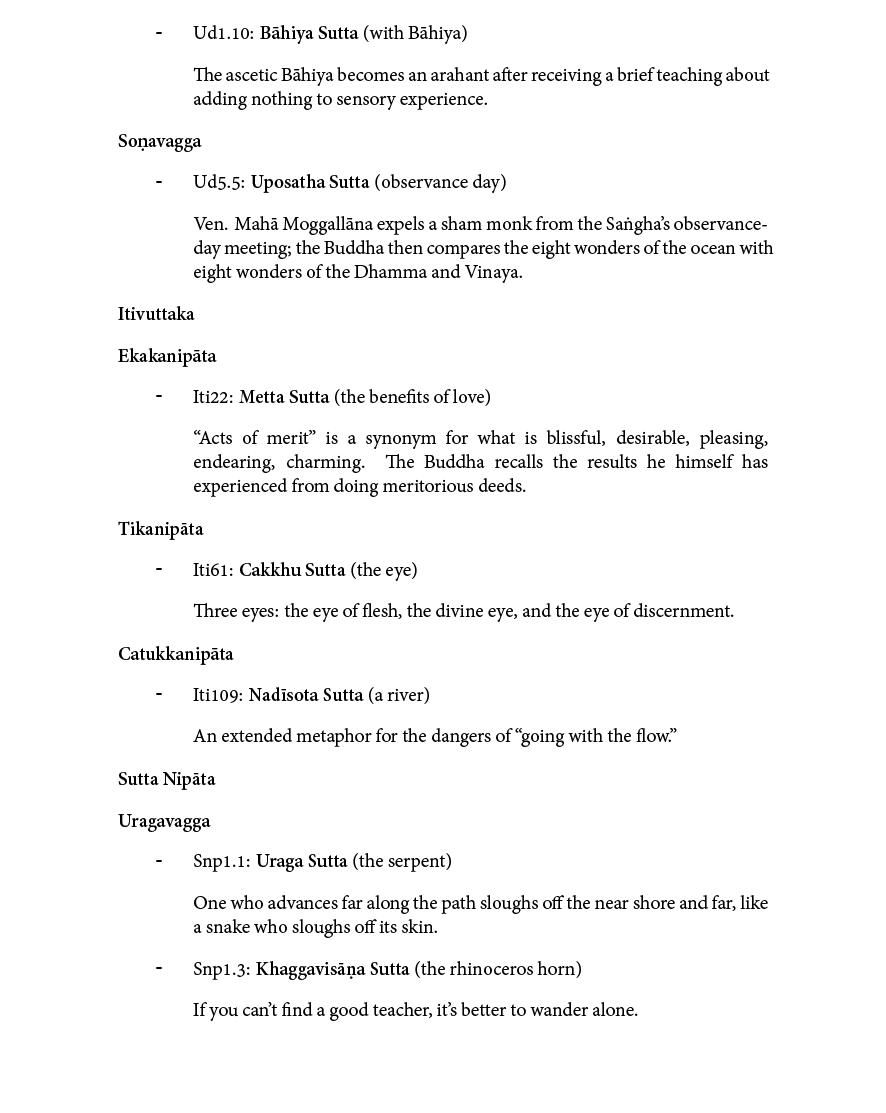 - Ud1.10: Bāhiya Sutta (with Bāhiya)
The ascetic Bāhiya becomes an arahant after receiving a brief teaching about
adding nothing to sensory experience.
Soṇavagga
- Ud5.5: Uposatha Sutta (observance day)
Ven. Mahā Moggallāna expels a sham monk from the Saṅgha’s observance-
day meeting; the Buddha then compares the eight wonders of the ocean with
eight wonders of the Dhamma and Vinaya.
Itivuttaka
Ekakanipāta
- Iti22: Metta Sutta (the benefits of love)
“Acts of merit” is a synonym for what is blissful, desirable, pleasing,
endearing, charming. The Buddha recalls the results he himself has
experienced from doing meritorious deeds.
Tikanipāta
- Iti61: Cakkhu Sutta (the eye)
Three eyes: the eye of flesh, the divine eye, and the eye of discernment.
Catukkanipāta
- Iti109: Nadīsota Sutta (a river)
An extended metaphor for the dangers of “going with the flow.”
Sutta Nipāta
Uragavagga
- Snp1.1: Uraga Sutta (the serpent)
One who advances far along the path sloughs off the near shore and far, like
a snake who sloughs off its skin.
- Snp1.3: Khaggavisāṇa Sutta (the rhinoceros horn)
If you can’t find a good teacher, it’s better to wander alone.